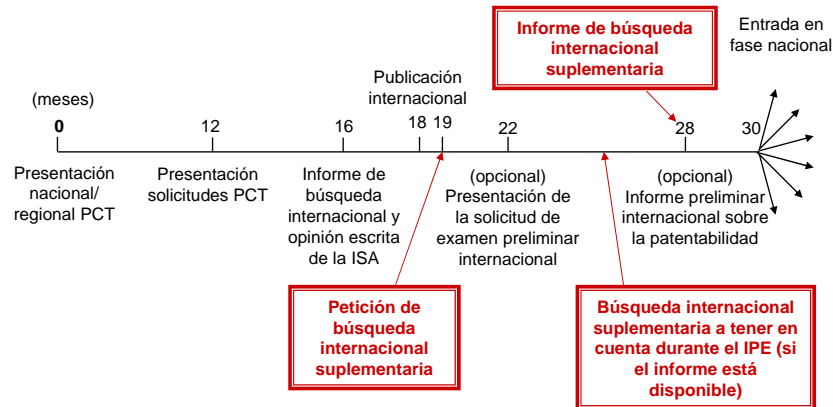 Informe de búsqueda
internacional
suplementaria
Entrada en
fase nacional
Publicación
internacional
(meses)
0
12
16
18
19
22
28
30
Presentación
nacional/
regional PCT
Presentación
solicitudes PCT
Informe de
búsqueda
internacional y
opinión escrita
de la ISA
(opcional)
Presentación de
la solicitud de
examen preliminar
internacional
(opcional)
Informe preliminar
internacional sobre
la patentabilidad
Petición de
búsqueda
internacional
suplementaria
Búsqueda internacional
suplementaria a tener en
cuenta durante el IPE (si
el informe está
disponible)